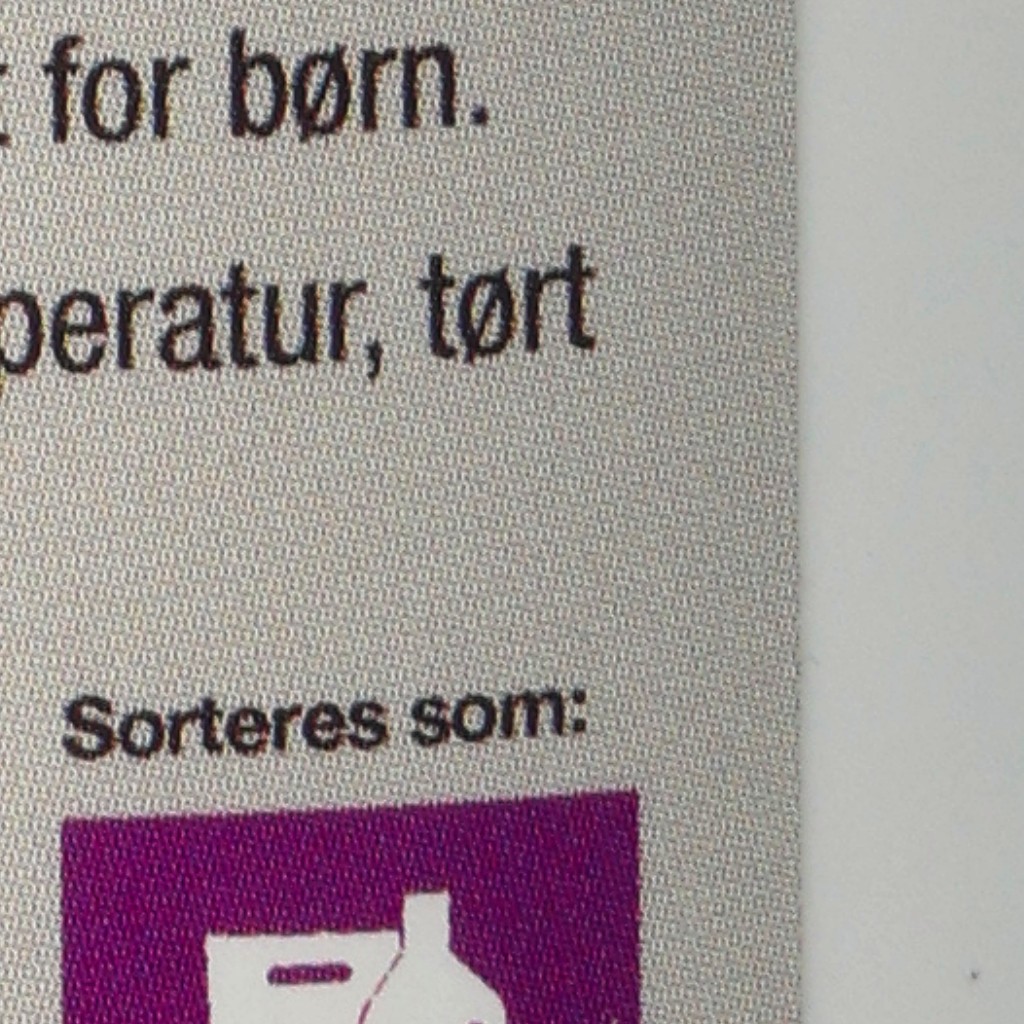 for børn.
peratur, tørt
Sorteres som: